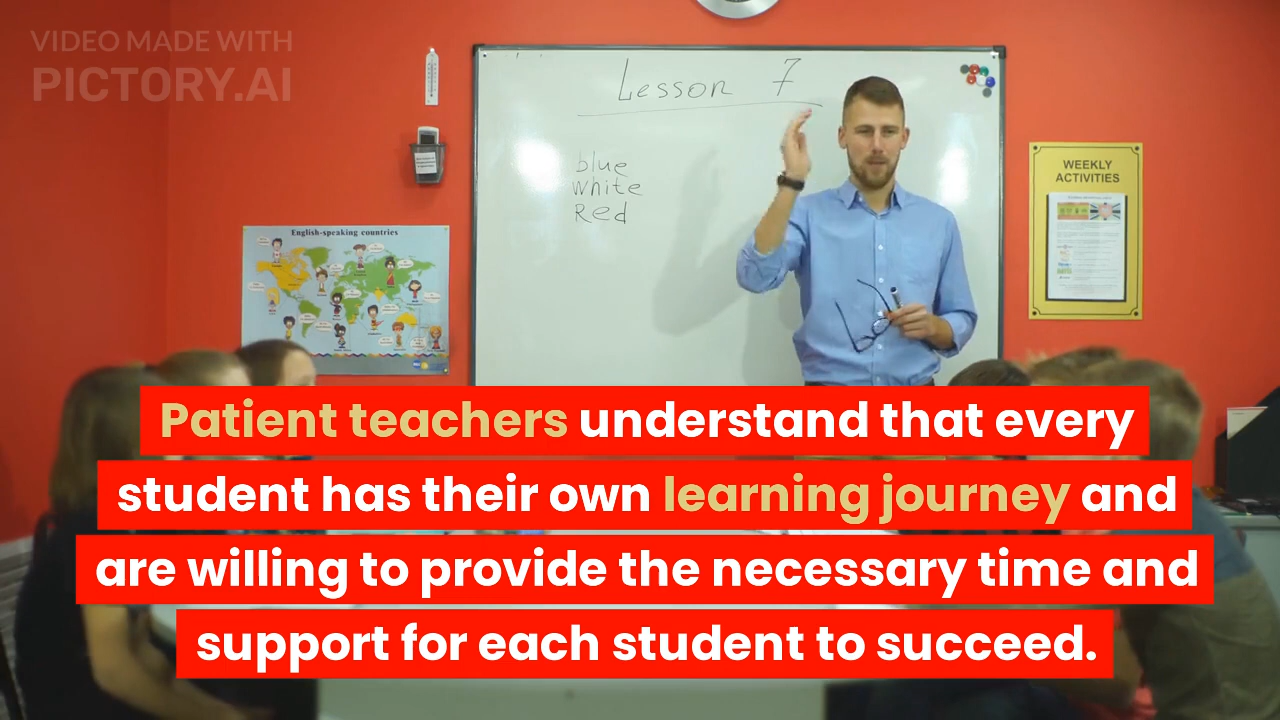 VIDEO MADE WITH
PICTORY.AI
Lesson 7
blue
white
Red
English-speaking countries
WEEKLY
ACTIVITIES
Patient teachers understand that every
student has their own learning journey and
are willing to provide the necessary time and
support for each student to succeed.